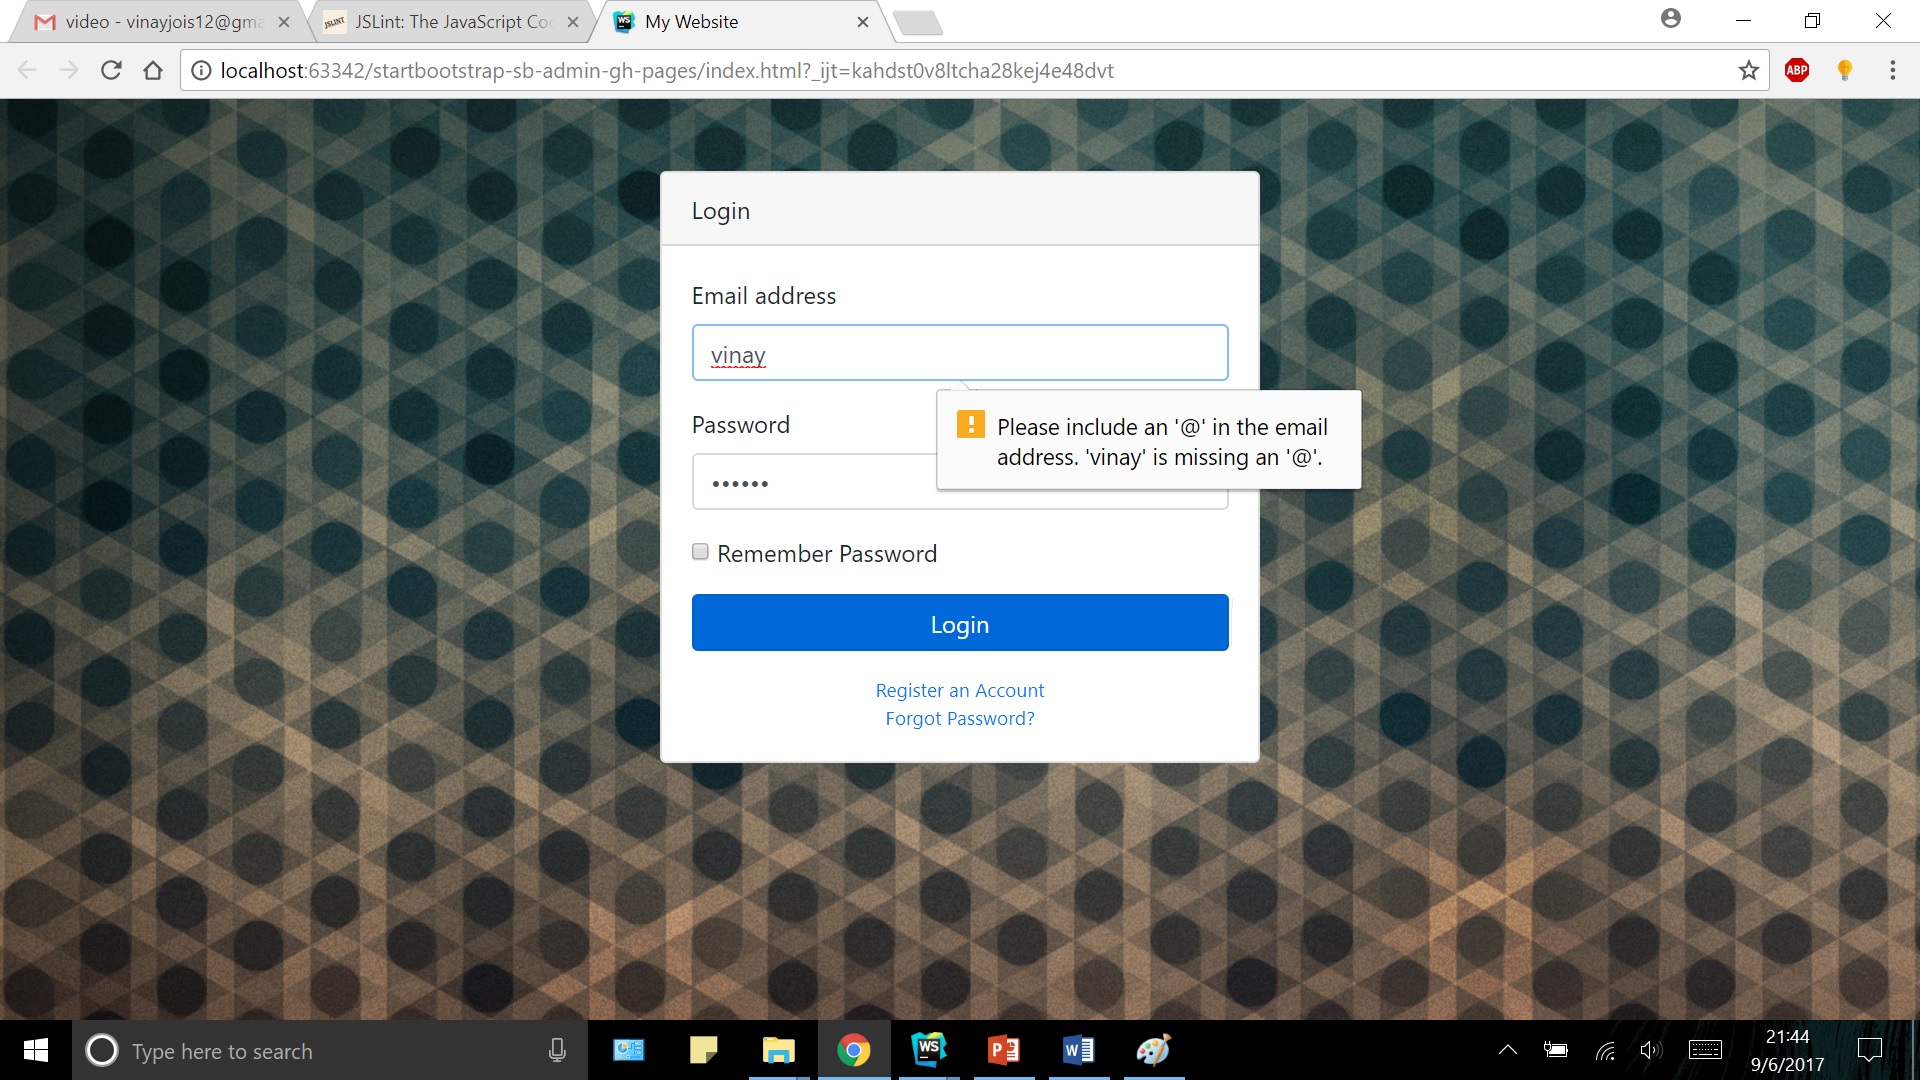 video - vinayjois12@gma
JSLint: The JavaScript Co
My Website
localhost:63342/startbootstrap-sb-admin-gh-pages/index.html?_ijt=kahdst0v8ltcha28kej4e48dvt
ABP
Login
Email address
vinay
Please include an '@' in the email
address. 'vinay' is missing an '@'.
Password
Remember Password
Login
Register an Account
Forgot Password?
Type here to search
WS
21:44
9/6/2017